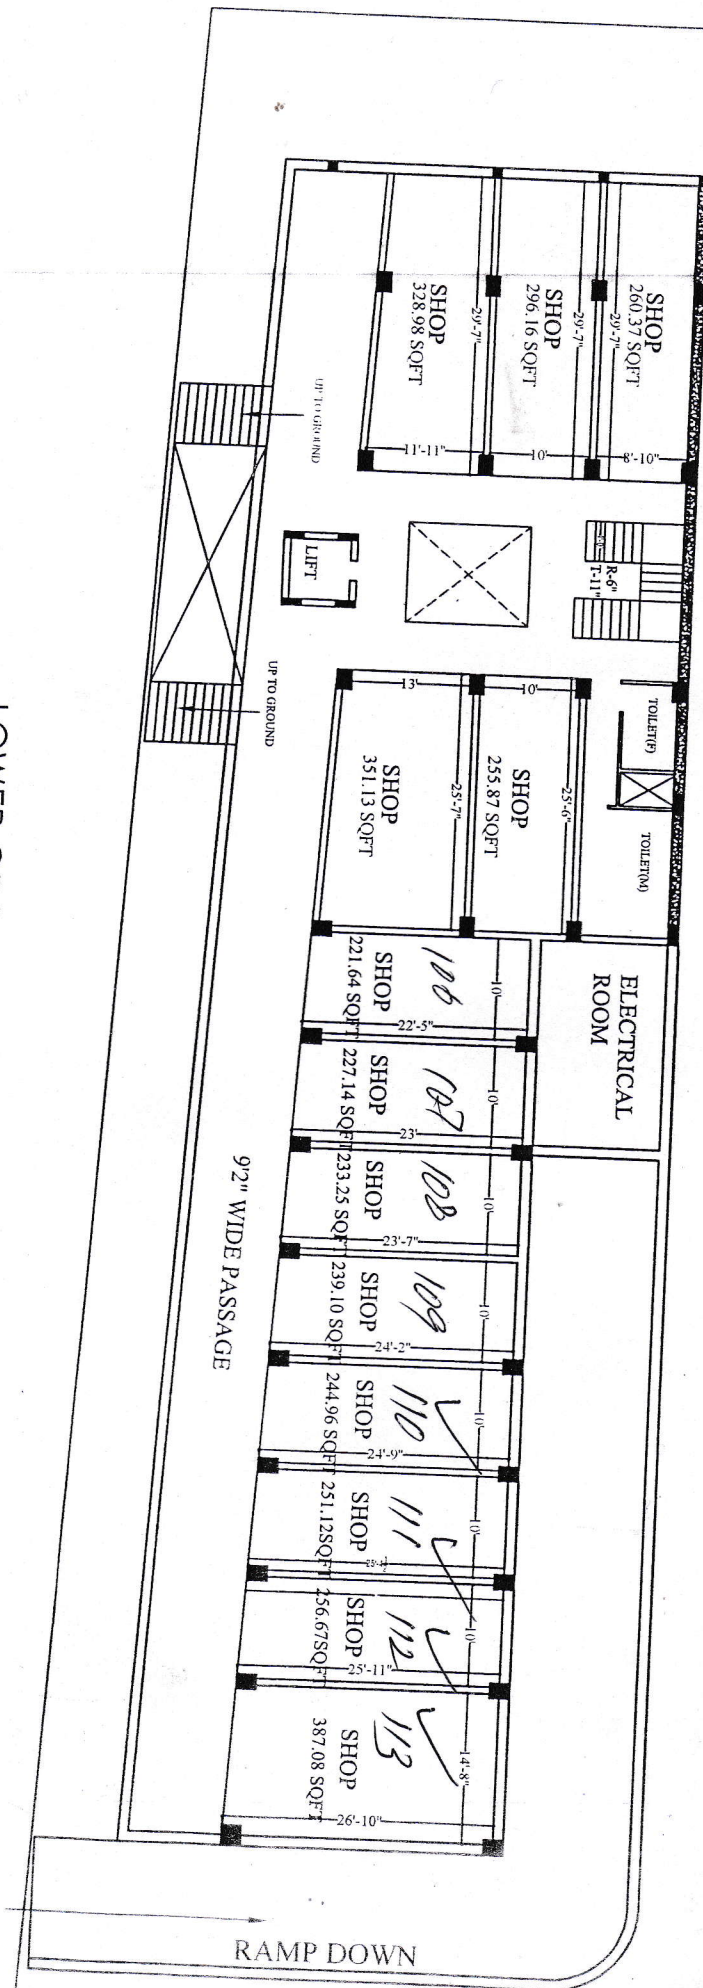 SHOP
260.37 SQFT
29'-7"
8'-10"
SHOP
296.16 SQFT
29'-7"
10'
SHOP
328.98 SQFT
29'-7"
11'-11"
UP TO GROUND
LIFT
R-6"
T-11"
UP TO GROUND
TOILET(F)
TOILET(M)
10'
SHOP
255.87 SQFT
25'-6"
13'
SHOP
351.13 SQFT
25'-7"
ELECTRICAL
ROOM
106
SHOP
221.64 SQFT
10'
22'-5"
107
SHOP
227.14 SQFT
10'
23'
108
SHOP
233.25 SQFT
10'
23'-7"
109
SHOP
239.10 SQFT
10'
24'-2"
110
SHOP
244.96 SQFT
10'
24'-9"
111
SHOP
251.12SQFT
10'
112
SHOP
256.67SQFT
10'
25'-11"
113
SHOP
387.08 SQFT
14'-8"
26'-10"
9'2" WIDE PASSAGE
RAMP DOWN
LOWER